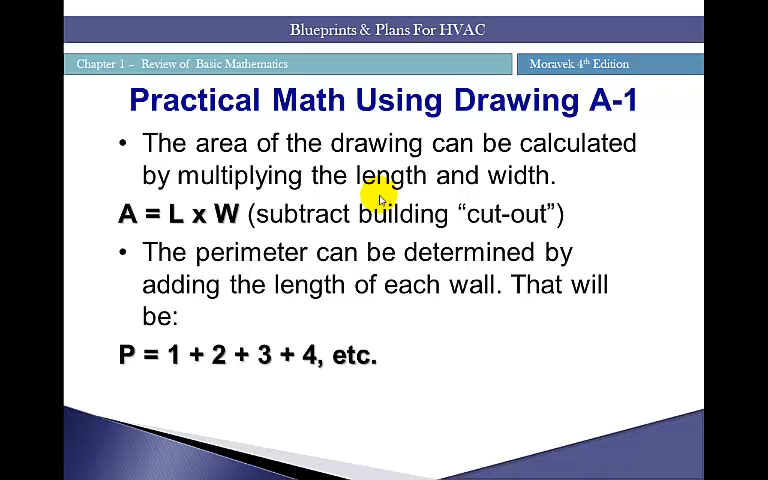 Blueprints & Plans For HVAC
Chapter 1 – Review of Basic Mathematics
Moravek 4th Edition
Practical Math Using Drawing A-1
• The area of the drawing can be calculated
by multiplying the length and width.
A = L x W (subtract building “cut-out”)
• The perimeter can be determined by
adding the length of each wall. That will
be:
P = 1 + 2 + 3 + 4, etc.